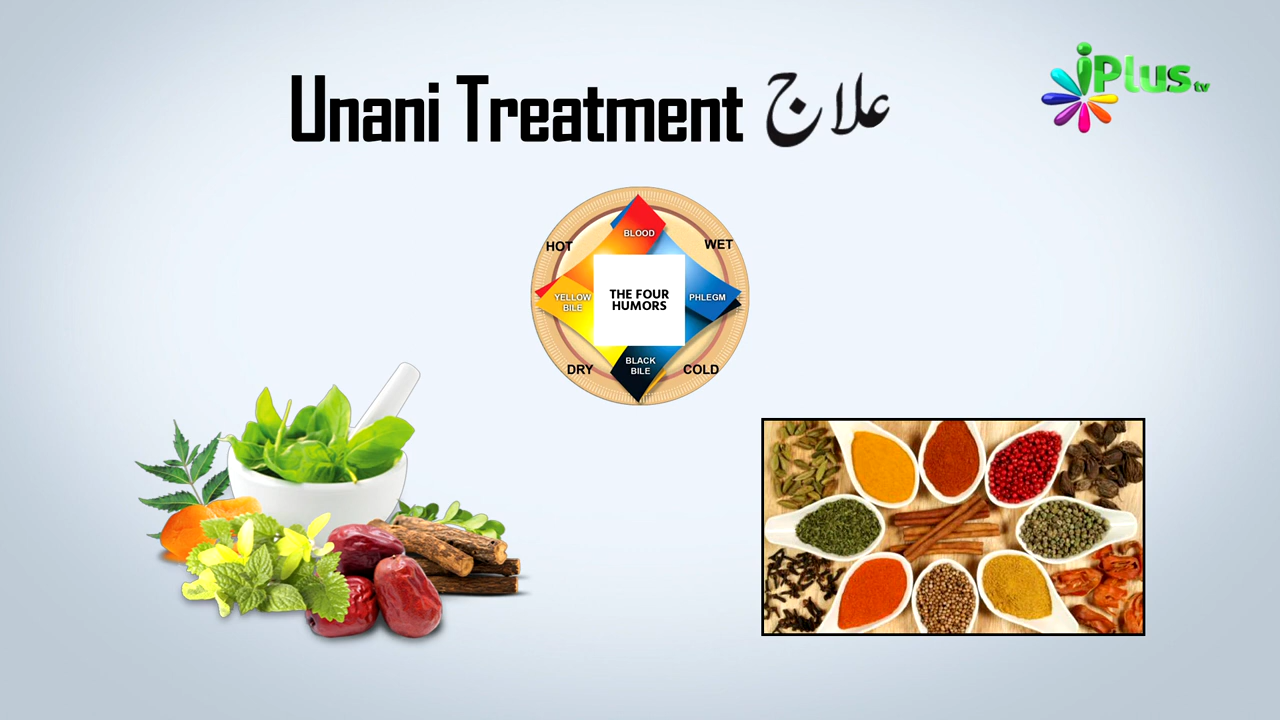 Unani Treatment علاج
iPlus tv
BLOOD
HOT
WET
THE FOUR
HUMORS
YELLOW
BILE
PHLEGM
BLACK
BILE
DRY
COLD